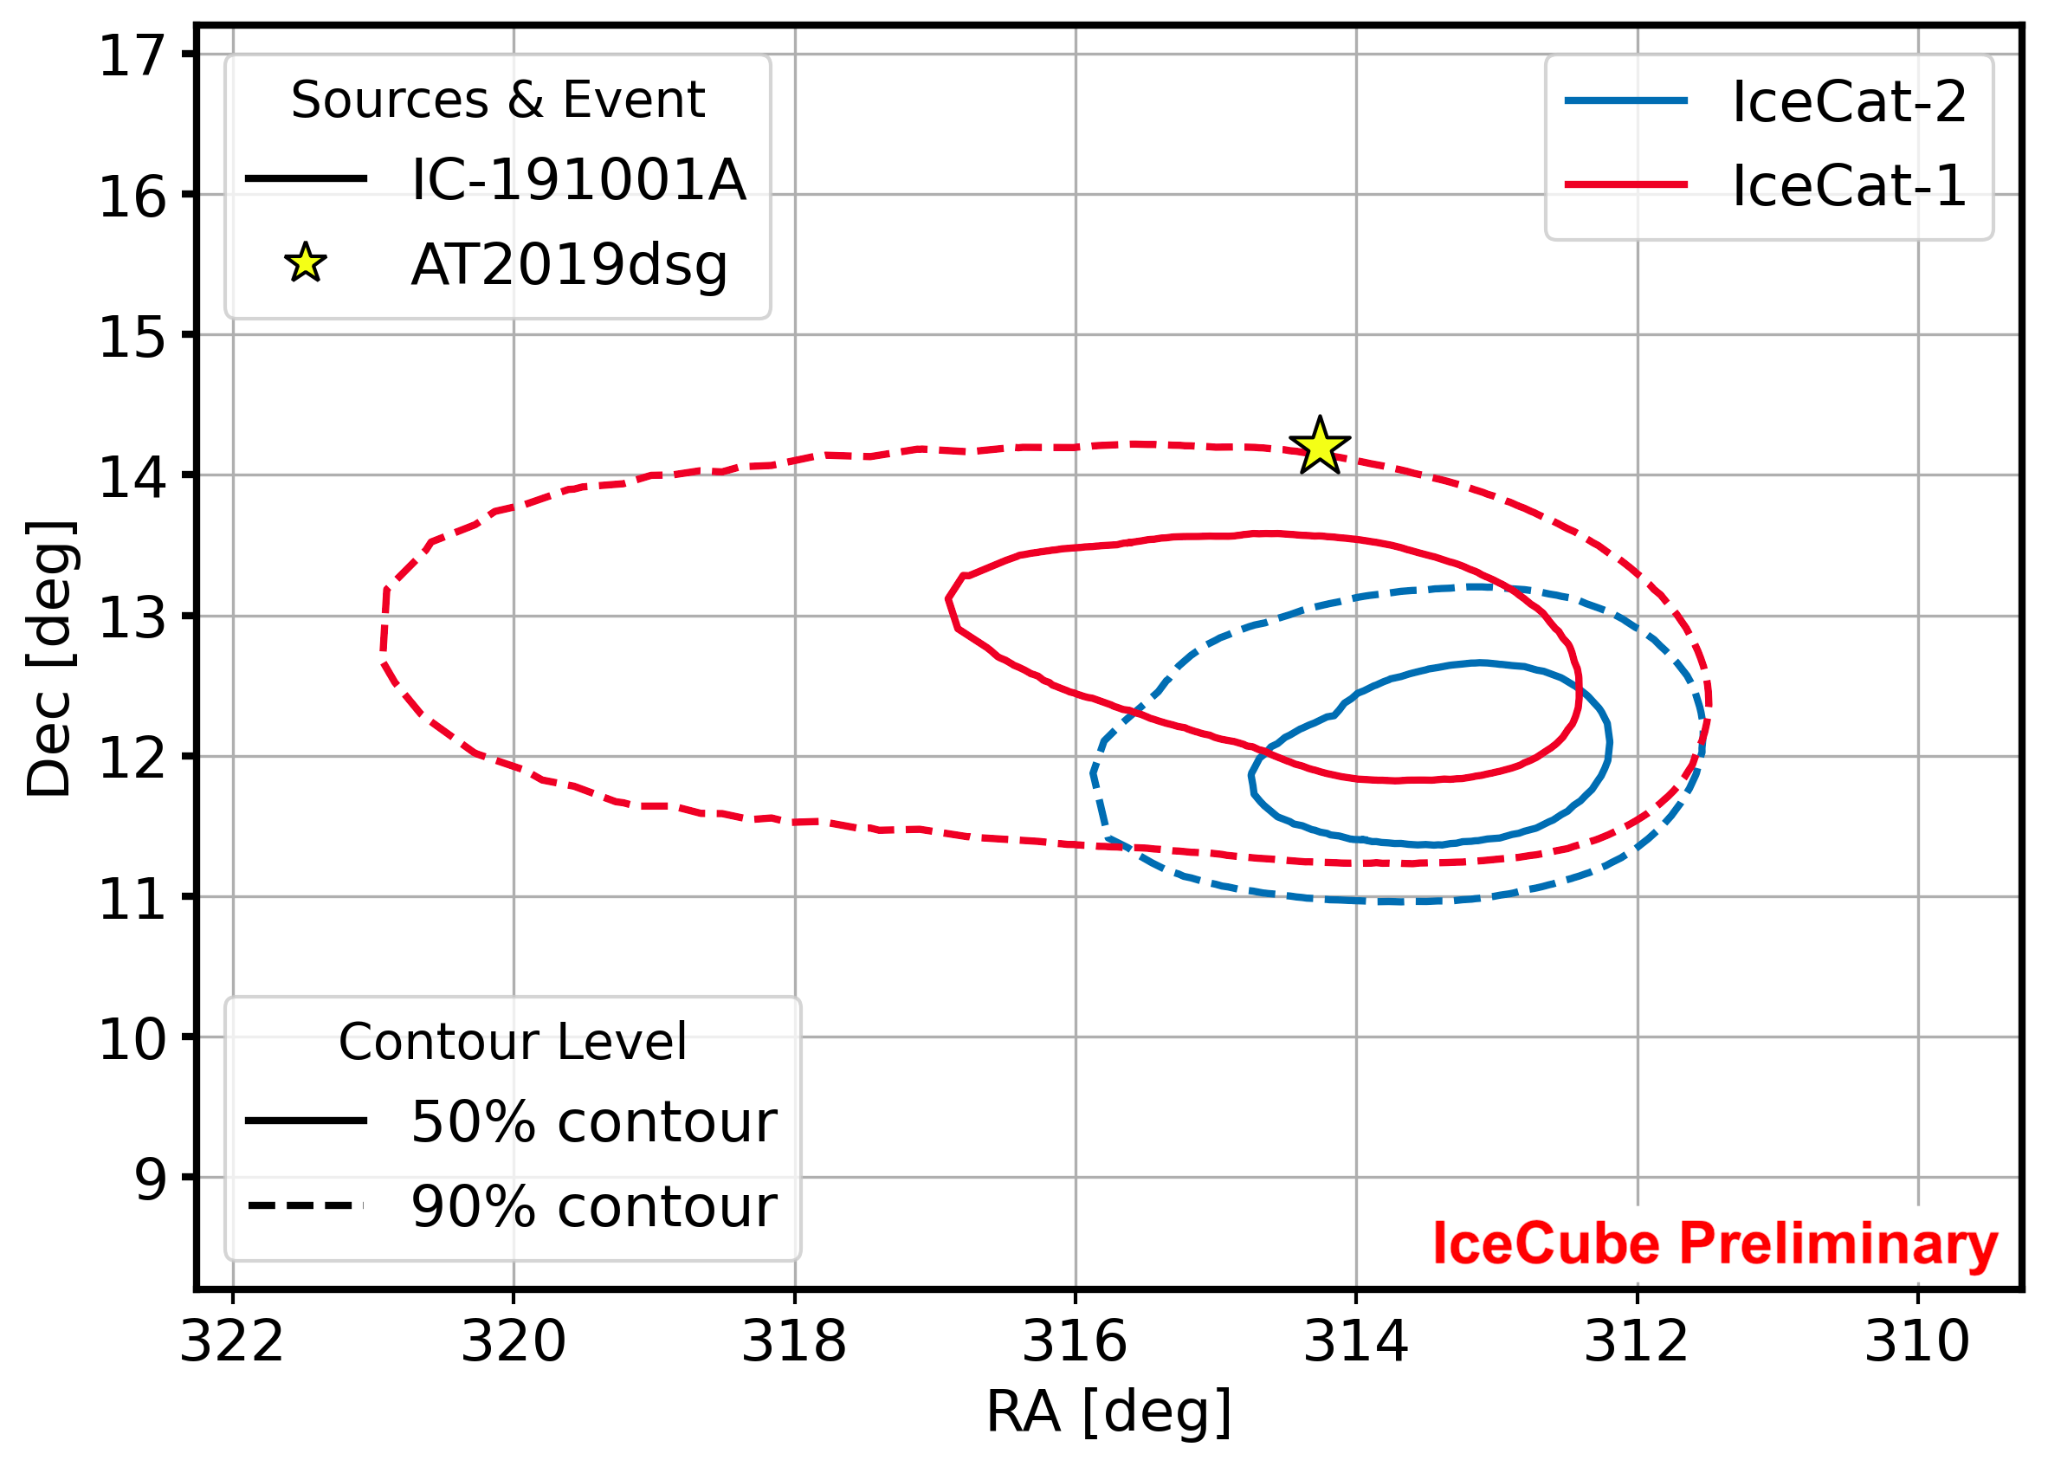 Sources & Event
IC-191001A
AT2019dsg
IceCat-2
IceCat-1
17
16
15
14
13
12
11
10
9
Dec [deg]
Contour Level
50% contour
90% contour
IceCube Preliminary
322 320 318 316 314 312 310
RA [deg]